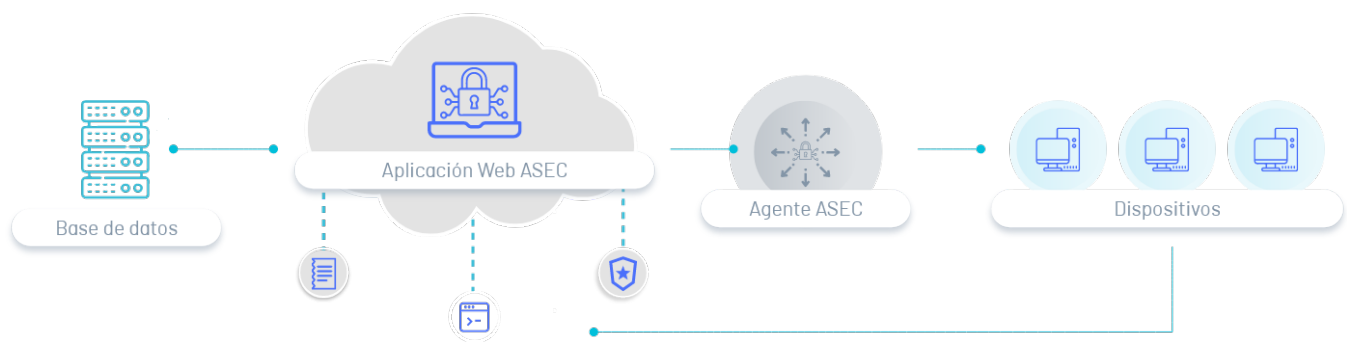 Aplicación Web ASEC
Base de datos
Agente ASEC
Dispositivos